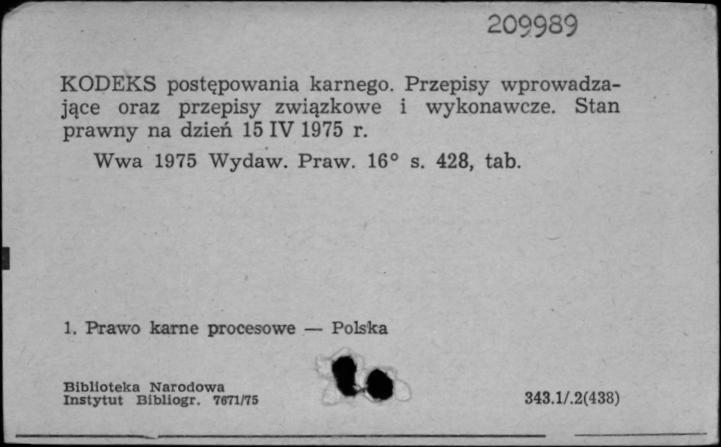 209989
KODEKS postępowania karnego. Przepisy wprowadza-
jące oraz przepisy związkowe i wykonawcze. Stan
prawny na dzień 15 IV 1975 r.
Wwa 1975 Wydaw. Praw. 16° s. 428, tab.
1. Prawo karne procesowe — Polska
Biblioteka Narodowa
Instytut Bibliogr. 7671/75
343.1/.2(438)